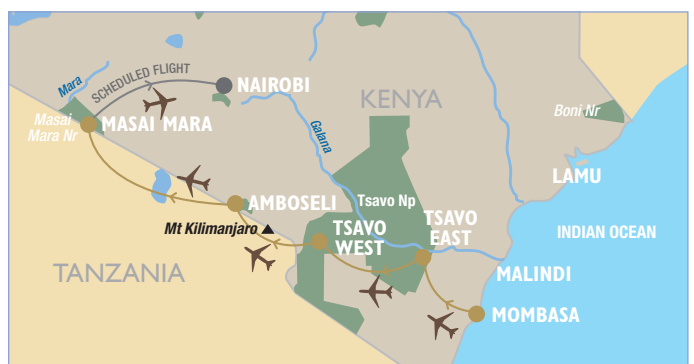 Mara
SCHEDULED FLIGHT
NAIROBI
KENYA
Masai
Mara Nr
MASAI MARA
Galana
Boni Nr
LAMU
AMBOSELI
Tsavo Np
Mt Kilimanjaro
TSAVO
WEST
TSAVO
EAST
INDIAN OCEAN
TANZANIA
MALINDI
MOMBASA